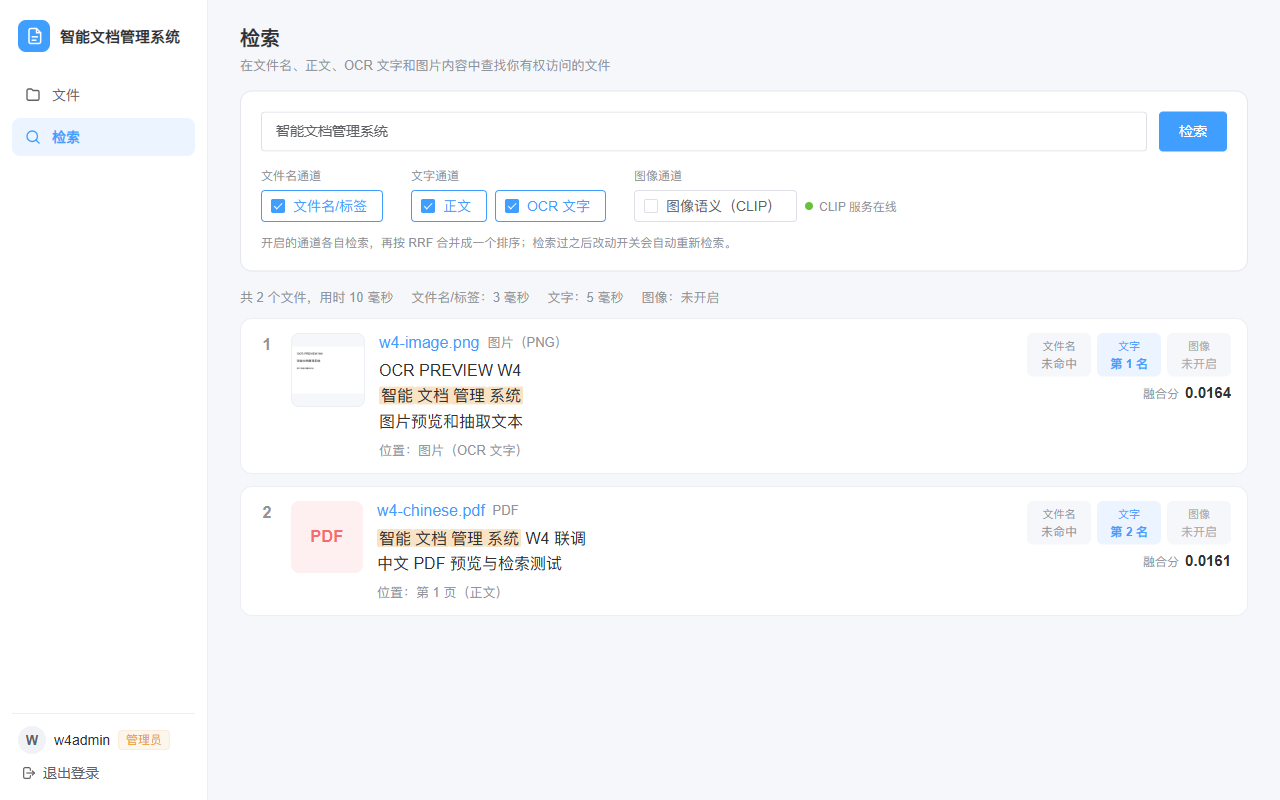 智能文档管理系统
文件
检索
检索
在文件名、正文、OCR 文字和图片内容中查找你有权访问的文件
智能文档管理系统
检索
文件名通道
文字通道
图像通道
文件名/标签
正文
OCR 文字
图像语义（CLIP）
CLIP 服务在线
开启的通道各自检索，再按 RRF 合并成一个排序；检索过之后改动开关会自动重新检索。
共 2 个文件，用时 10 毫秒 文件名/标签：3 毫秒 文字：5 毫秒 图像：未开启
1
w4-image.png 图片（PNG）
OCR PREVIEW W4
智能 文档 管理 系统
图片预览和抽取文本
位置：图片（OCR 文字）
文件名
未命中
文字
第 1 名
图像
未开启
融合分 0.0164
2
PDF
w4-chinese.pdf PDF
智能 文档 管理 系统 W4 联调
中文 PDF 预览与检索测试
位置：第 1 页（正文）
文件名
未命中
文字
第 2 名
图像
未开启
融合分 0.0161
W
w4admin
管理员
退出登录